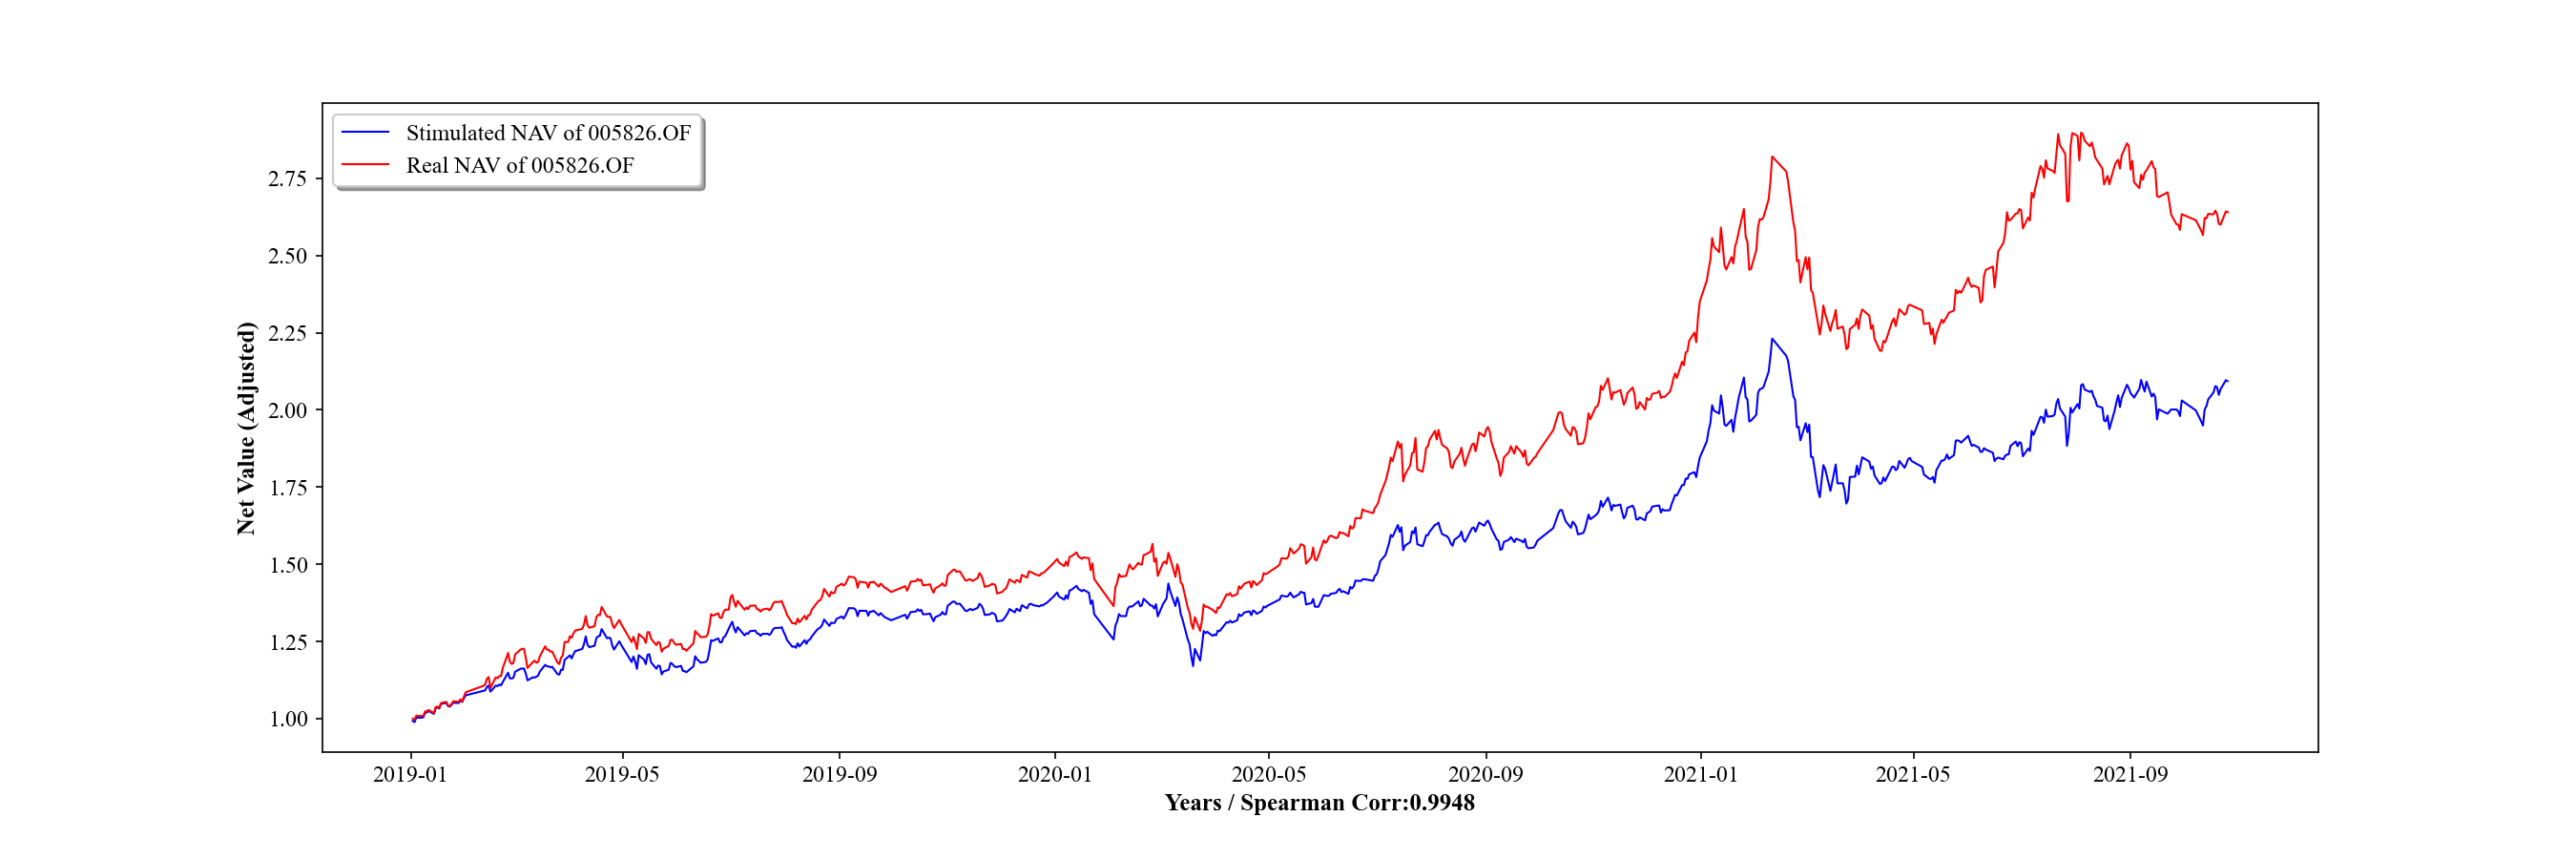 Stimulated NAV of 005826.OF
Real NAV of 005826.OF
Net Value (Adjusted)
2.75
2.50
2.25
2.00
1.75
1.50
1.25
1.00
2019-01 2019-05 2019-09 2020-01 2020-05 2020-09 2021-01 2021-05 2021-09
Years / Spearman Corr:0.9948